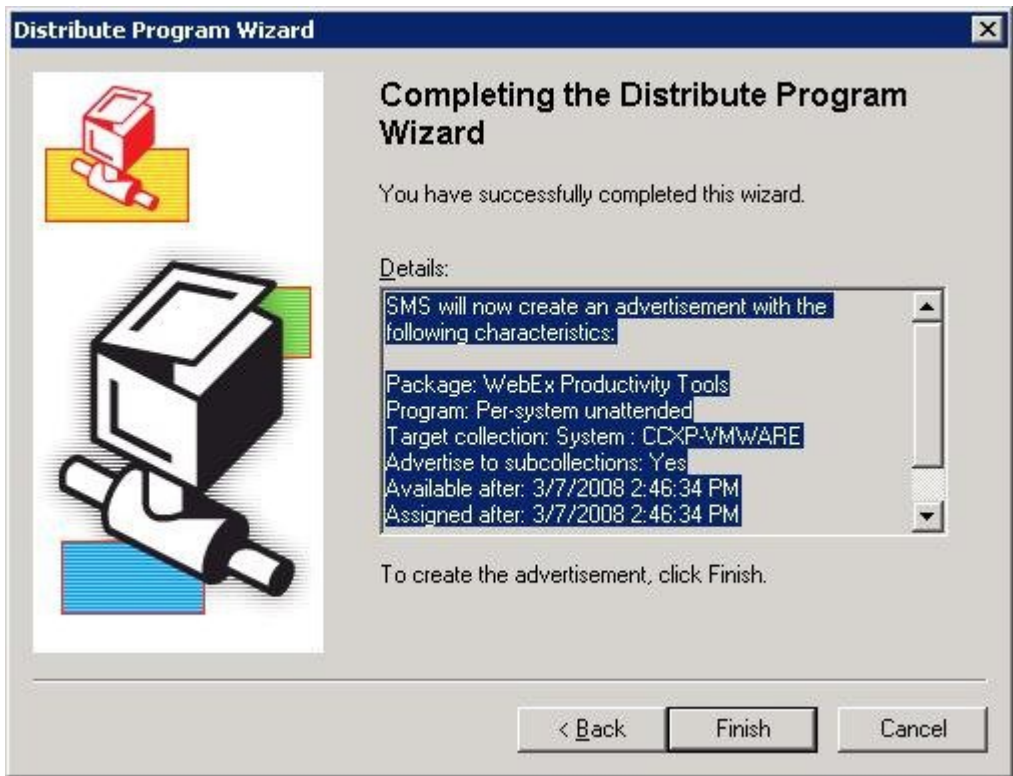 Distribute Program Wizard
Completing the Distribute Program
Wizard
You have successfully completed this wizard.
Details:
SMS will now create an advertisement with the
following characteristics:
Package: WebEx Productivity Tools
Program: Per-system unattended
Target collection: System : CCXP-VMWARE
Advertise to subcollections: Yes
Available after: 3/7/2008 2:46:34 PM
Assigned after: 3/7/2008 2:46:34 PM
To create the advertisement, click Finish.
< Back
Finish
Cancel